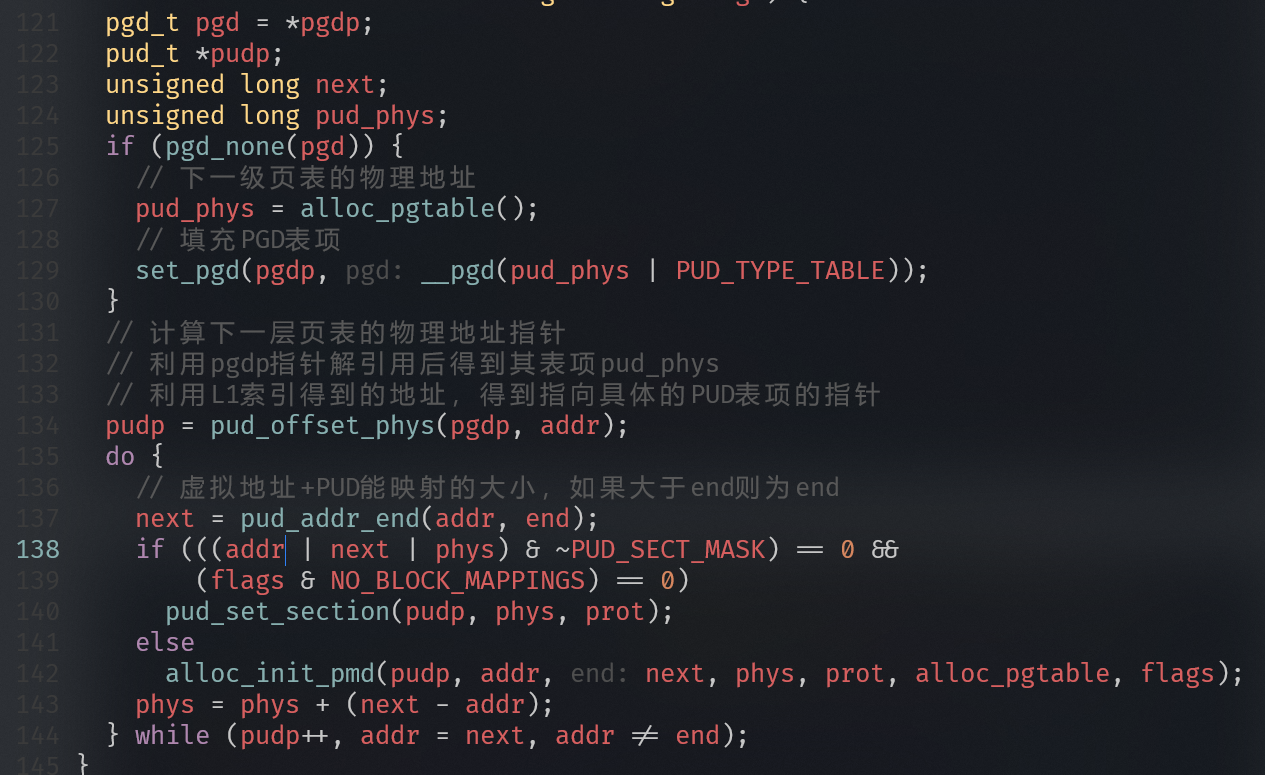 121 pgd_t pgd = *pgdp;
122 pud_t *pudp;
123 unsigned long next;
124 unsigned long pud_phys;
125 if (pgd_none(pgd)) {
126 // 下一级页表的物理地址
127 pud_phys = alloc_pgtable();
128 // 填充PGD表项
129 set_pgd(pgdp, pgd: __pgd(pud_phys | PUD_TYPE_TABLE));
130 }
131 // 计算下一层页表的物理地址指针
132 // 利用pgdp指针解引用后得到其表项pud_phys
133 // 利用L1索引得到的地址，得到指向具体的PUD表项的指针
134 pudp = pud_offset_phys(pgdp, addr);
135 do {
136 // 虚拟地址+PUD能映射的大小，如果大于end则为end
137 next = pud_addr_end(addr, end);
138 if (((addr | next | phys) & ~PUD_SECT_MASK) == 0 &&
139 (flags & NO_BLOCK_MAPPINGS) == 0)
140 pud_set_section(pudp, phys, prot);
141 else
142 alloc_init_pmd(pudp, addr, end: next, phys, prot, alloc_pgtable, flags);
143 phys = phys + (next - addr);
144 } while (pudp++, addr = next, addr != end);
145 }